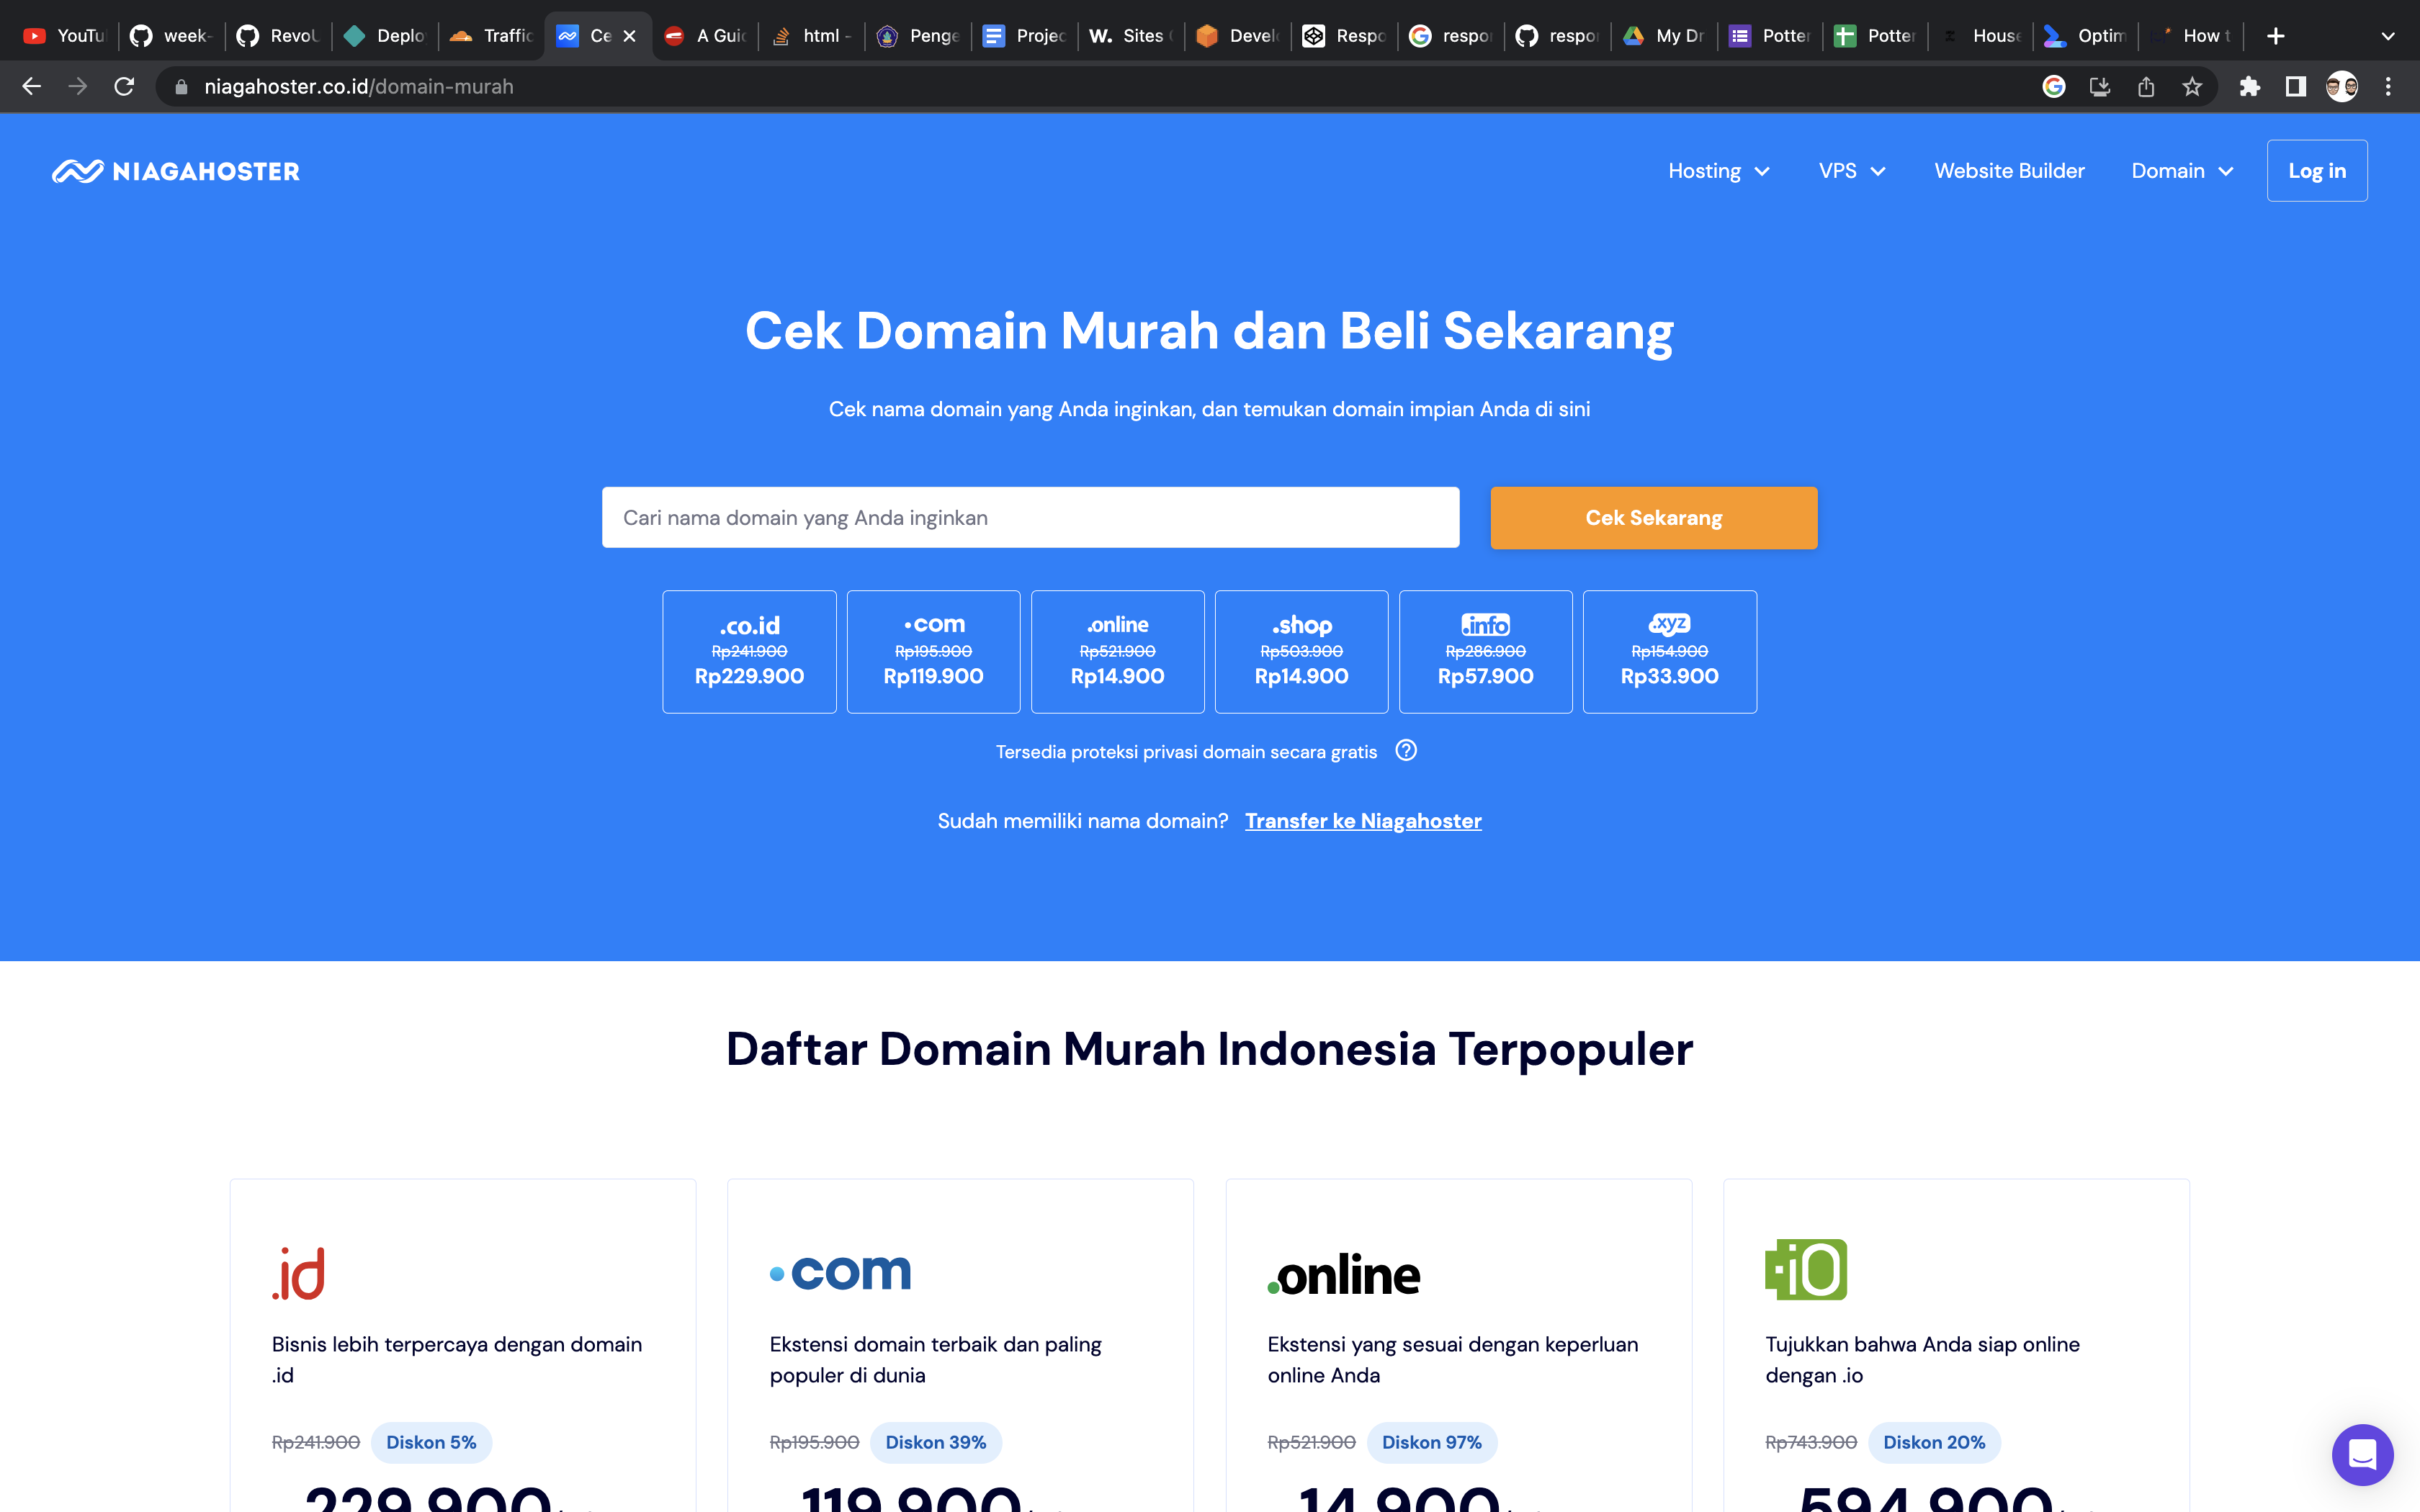 YouTu week- RevoU Deplo Traffic Ce A Guid html - Penge Projec W. Sites Develo Respo respon respon My Dr Potter Potter House Optim How t
niagahoster.co.id/domain-murah
NIAGAHOSTER Hosting VPS Website Builder Domain Log in
Cek Domain Murah dan Beli Sekarang
Cek nama domain yang Anda inginkan, dan temukan domain impian Anda di sini
Cari nama domain yang Anda inginkan Cek Sekarang
.co.id .com .online .shop .info .xyz
Rp241.900 Rp195.900 Rp521.900 Rp503.900 Rp286.900 Rp154.900
Rp229.900 Rp119.900 Rp14.900 Rp14.900 Rp57.900 Rp33.900
Tersedia proteksi privasi domain secara gratis ?
Sudah memiliki nama domain? Transfer ke Niagahoster
Daftar Domain Murah Indonesia Terpopuler
.id .com .online .io
Bisnis lebih terpercaya dengan domain Ekstensi domain terbaik dan paling Ekstensi yang sesuai dengan keperluan Tujukkan bahwa Anda siap online
.id populer di dunia online Anda dengan .io
Rp241.900 Diskon 5% Rp195.900 Diskon 39% Rp521.900 Diskon 97% Rp743.900 Diskon 20%
229.900 119.900 14.900 594.900